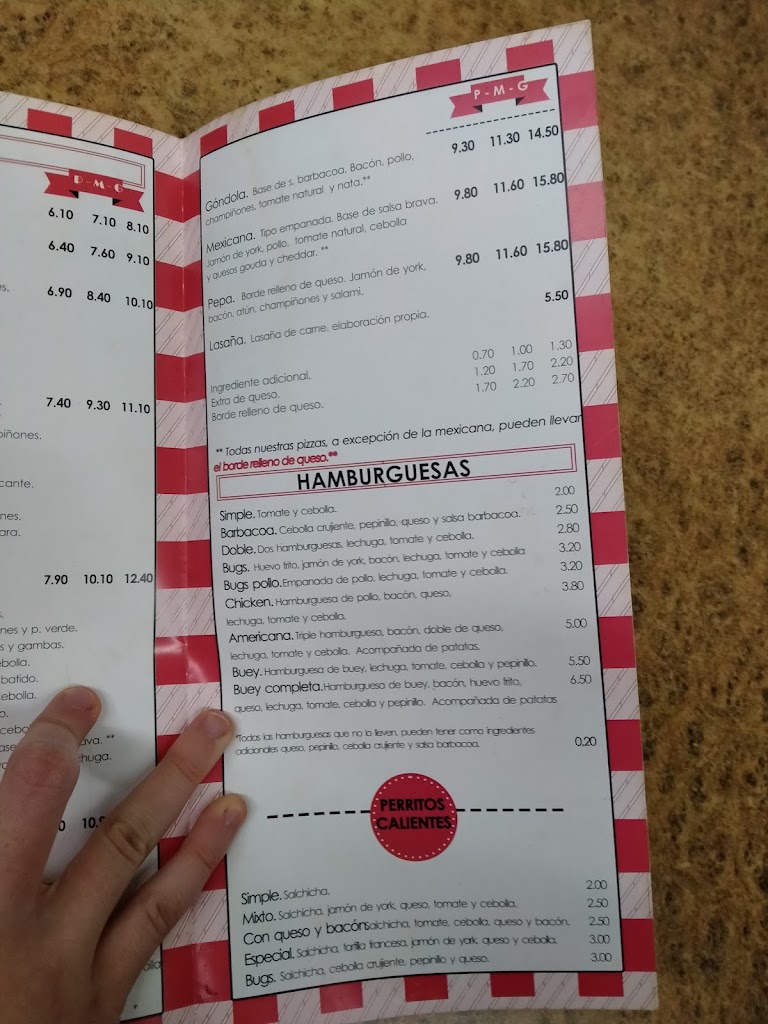 P - M - G
6.10 7.10 8.10
6.40 7.60 9.10
6.90 8.40 10.10
7.40 9.30 11.10
7.90 10.10 12.40
P - M - G
Góndola. Base de s. barbacoa. Bacón, pollo, 9.30 11.30 14.50
champiñones, tomate natural y nata.**
Mexicana. Tipo empanada. Base de salsa brava. 9.80 11.60 15.80
Jamón de york, pollo, tomate natural, cebolla
y quesos gouda y cheddar. **
Pepa. Borde relleno de queso. Jamón de york, 9.80 11.60 15.80
bacón, atún, champiñones y salami.
Lasaña. Lasaña de carne. elaboración propia. 5.50
Ingrediente adicional. 0.70 1.00 1.30
Extra de queso. 1.20 1.70 2.20
Borde relleno de queso. 1.70 2.20 2.70
** Todas nuestras pizzas, a excepción de la mexicana, pueden llevar
el borde relleno de queso.**
HAMBURGUESAS
Simple. Tomate y cebolla. 2.00
Barbacoa. Cebolla crujiente, pepinillo, queso y salsa barbacoa. 2.50
Doble. Dos hamburguesas, lechuga, tomate y cebolla. 2.80
Bugs. Huevo frito, jamón de york, bacón, lechuga, tomate y cebolla 3.20
Bugs pollo. Empanada de pollo, lechuga, tomate y cebolla. 3.20
Chicken. Hamburguesa de pollo, bacón, queso, 3.80
lechuga, tomate y cebolla.
Americana. Triple hamburguesa, bacón, doble de queso, 5.00
lechuga, tomate y cebolla. Acompañada de patatas.
Buey. Hamburguesa de buey, lechuga, tomate, cebolla y pepinillo. 5.50
Buey completa. Hamburguesa de buey, bacón, huevo frito, 6.50
queso, lechuga, tomate, cebolla y pepinillo. Acompañada de patatas
*Todas las hamburguesas que no la lleven, pueden tener como ingredientes
adicionales queso, pepinillo, cebolla crujiente y salsa barbacoa. 0,20
PERRITOS
CALIENTES
Simple. Salchicha. 2.00
Mixto. Salchicha, jamón de york, queso, tomate y cebolla. 2.50
Con queso y bacón. Salchicha, tomate, cebolla, queso y bacón. 2.50
Especial. Salchicha, tortilla francesa, jamón de york, queso y cebolla. 3.00
Bugs. Salchicha, cebolla crujiente, pepinillo y queso. 3.00